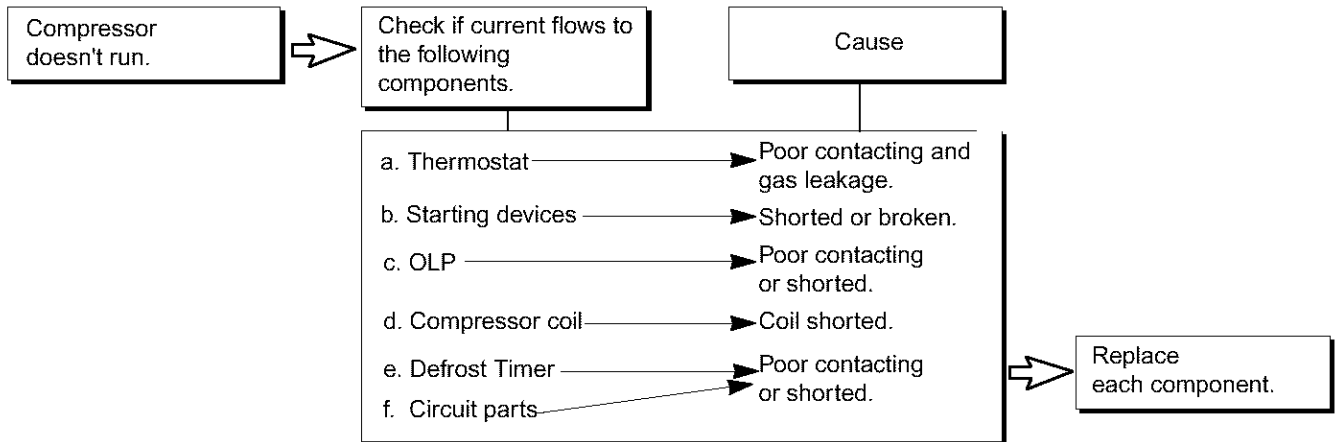 Compressor
doesn't run.
Check if current flows to
the following
components.
Cause
a. Thermostat
Poor contacting and
gas leakage.
b. Starting devices
Shorted or broken.
c. OLP
Poor contacting
or shorted.
d. Compressor coil
Coil shorted.
e. Defrost Timer
Poor contacting
or shorted.
f. Circuit parts
Replace
each component.